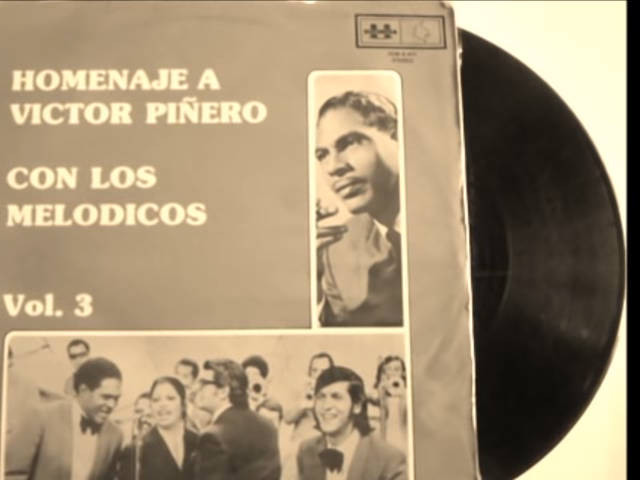 HOMENAJE A
VICTOR PIÑERO
CON LOS
MELODICOS
Vol. 3